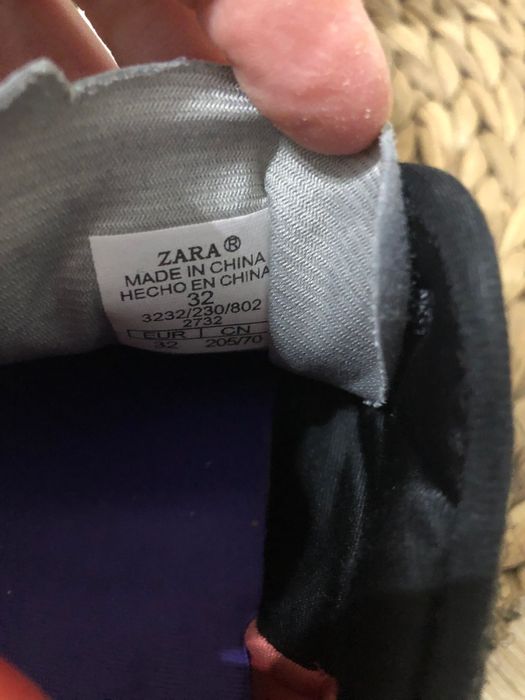 ZARA®
MADE IN CHINA
HECHO EN CHINA
32
3232/230/802
2732
EUR CN
32 205/70